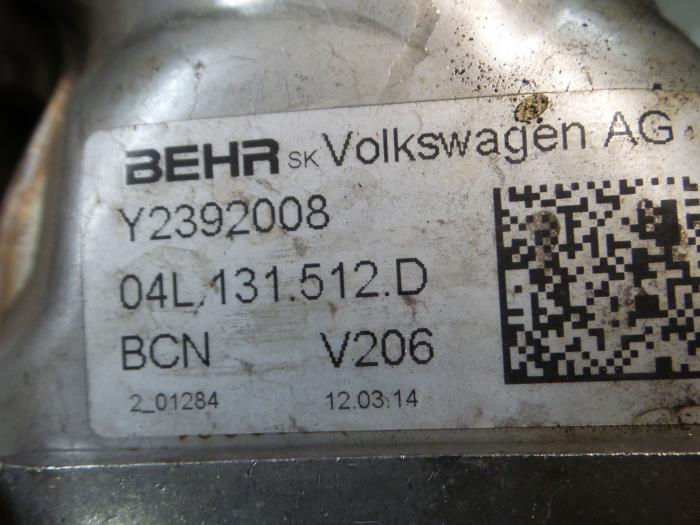 BEHR SK Volkswagen AG
Y2392008
04L.131.512.D
BCN V206
2_01284 12.03.14